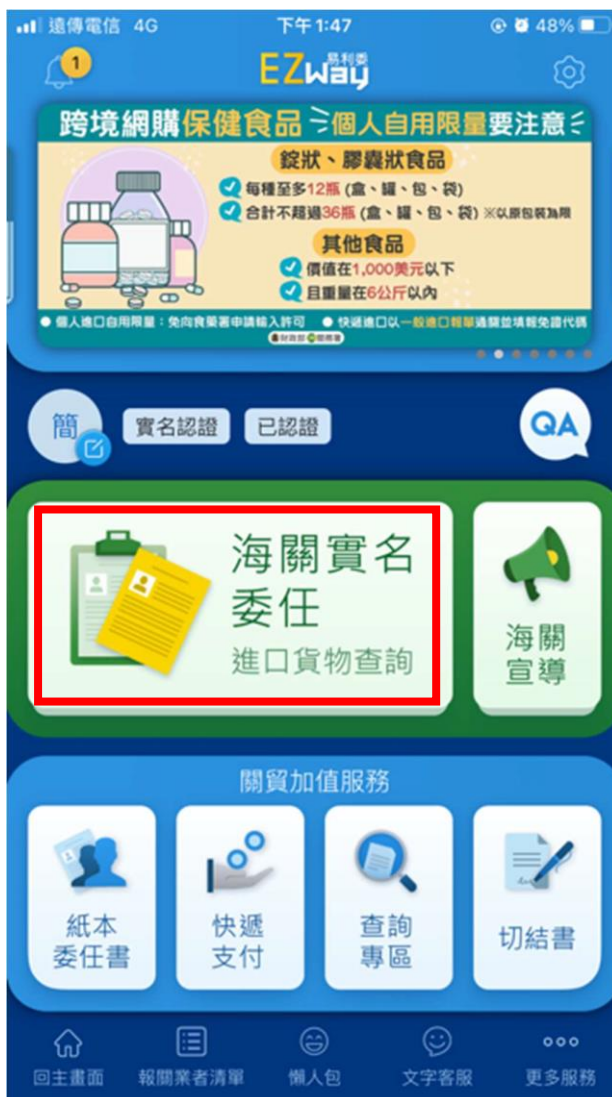 遠傳電信 4G
下午1:47
48%
1
EZWay 易利委
跨境網購保健食品 個人自用限量要注意
錠狀、膠囊狀食品
每種至多12瓶 (盒、罐、包、袋)
合計不超過36瓶 (盒、罐、包、袋) ※以原包裝為限
其他食品
價值在1,000美元以下
且重量在6公斤以內
● 個人進口自用限量:免向食藥署申請輸入許可 ● 快遞進口以一般進口報單通關並填報免證代碼
財政部 關務署
簡
實名認證
已認證
QA
海關實名
委任
進口貨物查詢
海關
宣導
關貿加值服務
紙本
委任書
快遞
支付
查詢
專區
切結書
回主畫面
報關業者清單
懶人包
文字客服
更多服務